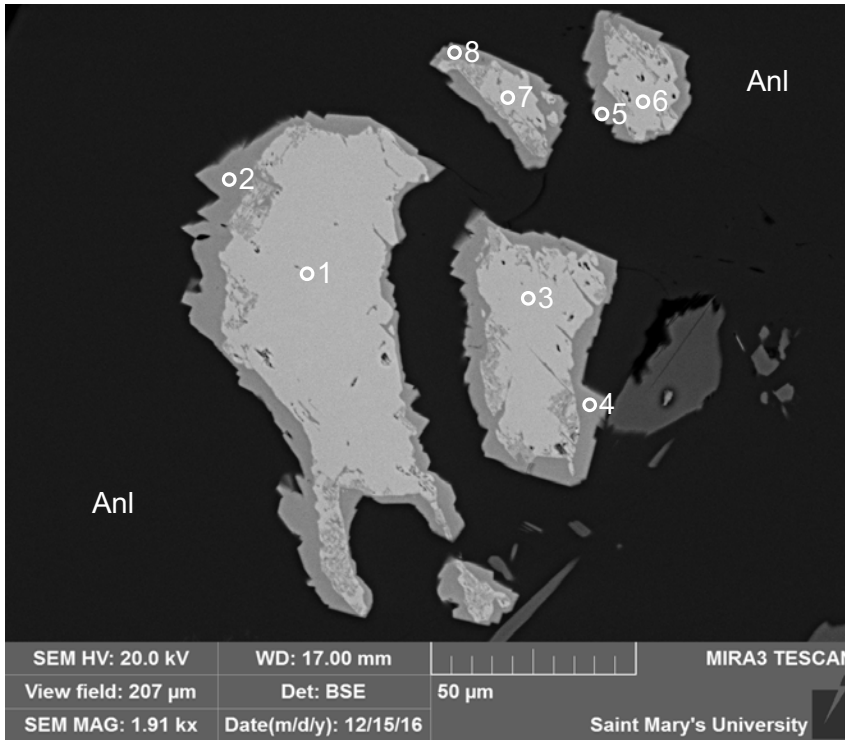 8
7
5
6
Anl
2
1
3
4
Anl
SEM HV: 20.0 kV
WD: 17.00 mm
MIRA3 TESCAN
View field: 207 µm
Det: BSE
50 µm
SEM MAG: 1.91 kx
Date(m/d/y): 12/15/16
Saint Mary's University